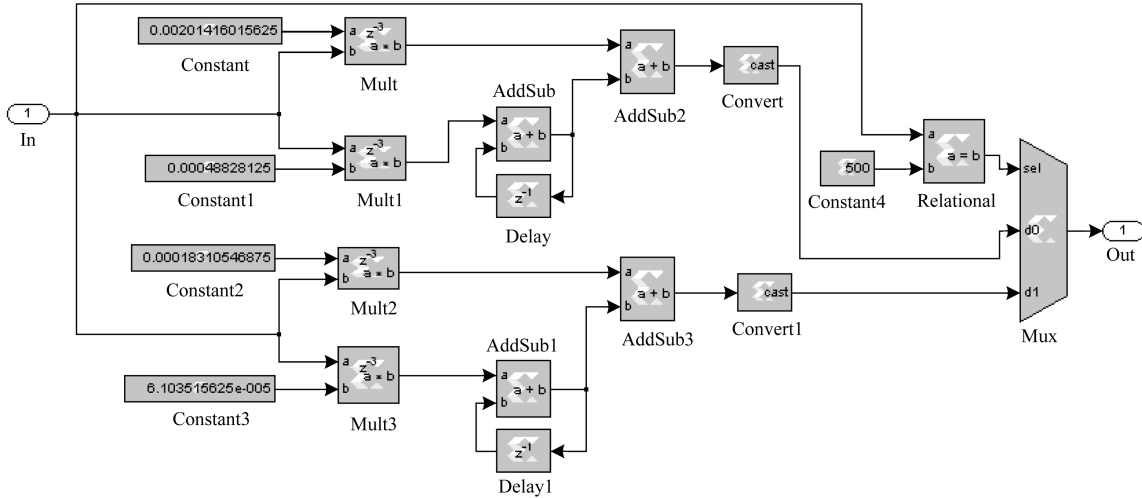 0.00201416015625
Constant
a
b
z-3
a * b
Mult
a
b
a + b
AddSub2
cast
Convert
1
In
0.00048828125
Constant1
a
b
z-3
a * b
Mult1
AddSub
a
b
a + b
z-1
Delay
500
Constant4
a
b
a = b
Relational
sel
d0
d1
Mux
1
Out
0.00018310546875
Constant2
a
b
z-3
a * b
Mult2
a
b
a + b
AddSub3
cast
Convert1
6.103515625e-005
Constant3
a
b
z-3
a * b
Mult3
AddSub1
a
b
a + b
z-1
Delay1